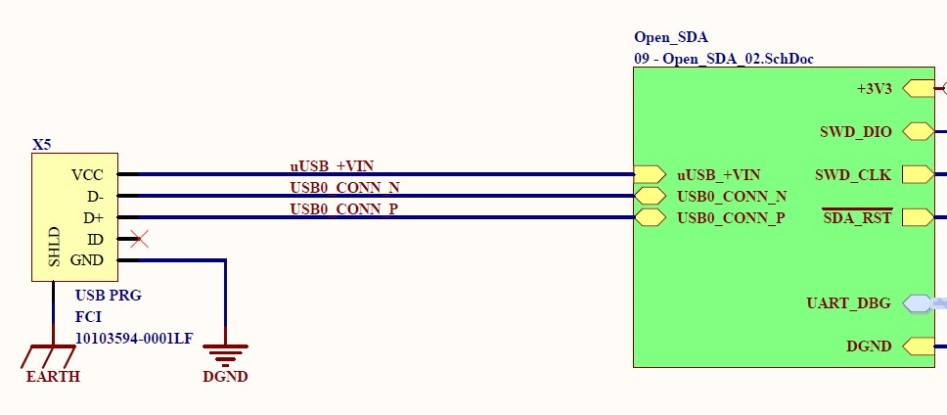 Open_SDA
09 - Open_SDA_02.SchDoc
+3V3
SWD_DIO
X5
VCC
uUSB_+VIN
uUSB_+VIN
SWD_CLK
D-
USB0_CONN_N
USB0_CONN_N
D+
USB0_CONN_P
USB0_CONN_P
SDA_RST
ID
SHLD
GND
USB PRG
FCI
10103594-0001LF
UART_DBG
DGND
EARTH
DGND